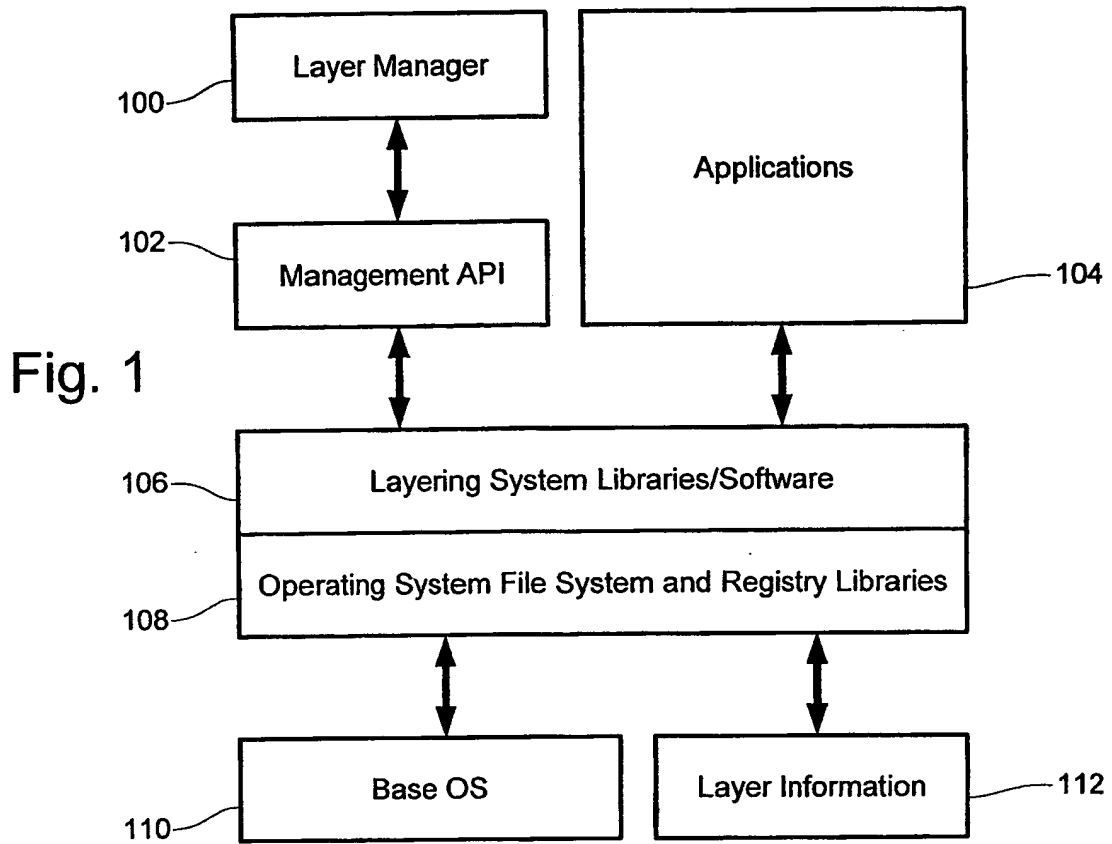 Layer Manager
100
Applications
102
Management API
104
Fig. 1
106
Layering System Libraries/Software
Operating System File System and Registry Libraries
108
Base OS
Layer Information
110
112